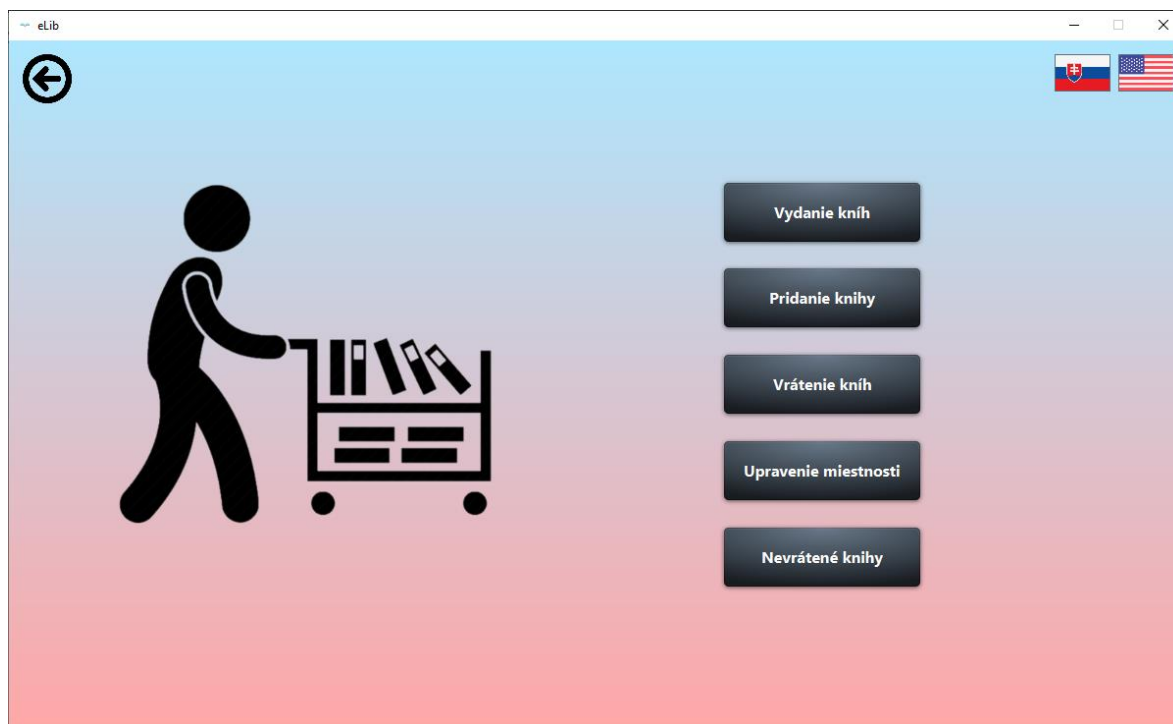 eLib
Vydanie kníh
Pridanie knihy
Vrátenie kníh
Upravenie miestnosti
Nevrátené knihy